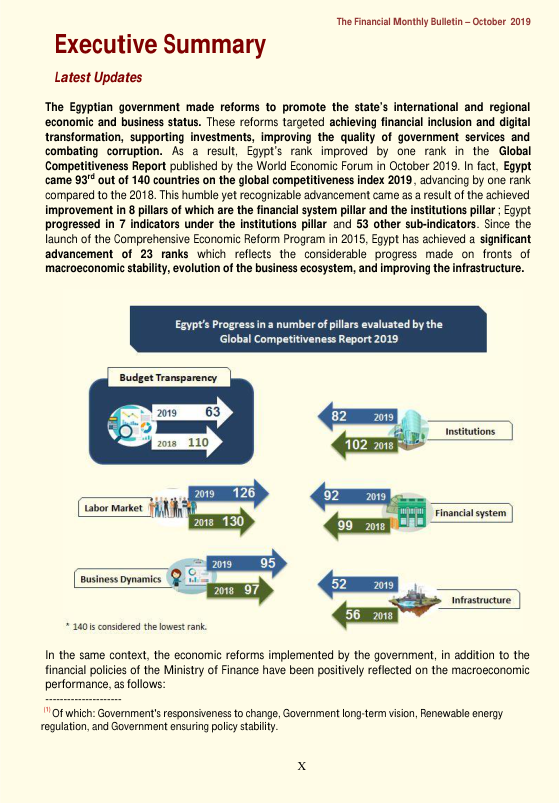 The Financial Monthly Bulletin – October 2019
Executive Summary
Latest Updates
The Egyptian government made reforms to promote the state's international and regional
economic and business status. These reforms targeted achieving financial inclusion and digital
transformation, supporting investments, improving the quality of government services and
combating corruption. As a result, Egypt's rank improved by one rank in the Global
Competitiveness Report published by the World Economic Forum in October 2019. In fact, Egypt
came 93rd out of 140 countries on the global competitiveness index 2019, advancing by one rank
compared to the 2018. This humble yet recognizable advancement came as a result of the achieved
improvement in 8 pillars of which are the financial system pillar and the institutions pillar ; Egypt
progressed in 7 indicators under the institutions pillar and 53 other sub-indicators. Since the
launch of the Comprehensive Economic Reform Program in 2015, Egypt has achieved a significant
advancement of 23 ranks which reflects the considerable progress made on fronts of
macroeconomic stability, evolution of the business ecosystem, and improving the infrastructure.
Egypt's Progress in a number of pillars evaluated by the
Global Competitiveness Report 2019
Budget Transparency
2019 63
2018 110
82 2019
102 2018
Institutions
Labor Market
2019 126
2018 130
92 2019
99 2018
Financial system
Business Dynamics
2019 95
2018 97
52 2019
56 2018
Infrastructure
* 140 is considered the lowest rank.
In the same context, the economic reforms implemented by the government, in addition to the
financial policies of the Ministry of Finance have been positively reflected on the macroeconomic
performance, as follows:
---------------------
(1) Of which: Government's responsiveness to change, Government long-term vision, Renewable energy
regulation, and Government ensuring policy stability.
X